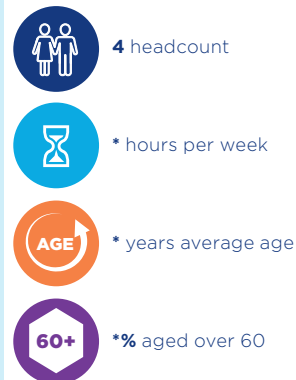 4 headcount
* hours per week
AGE
* years average age
60+
*% aged over 60